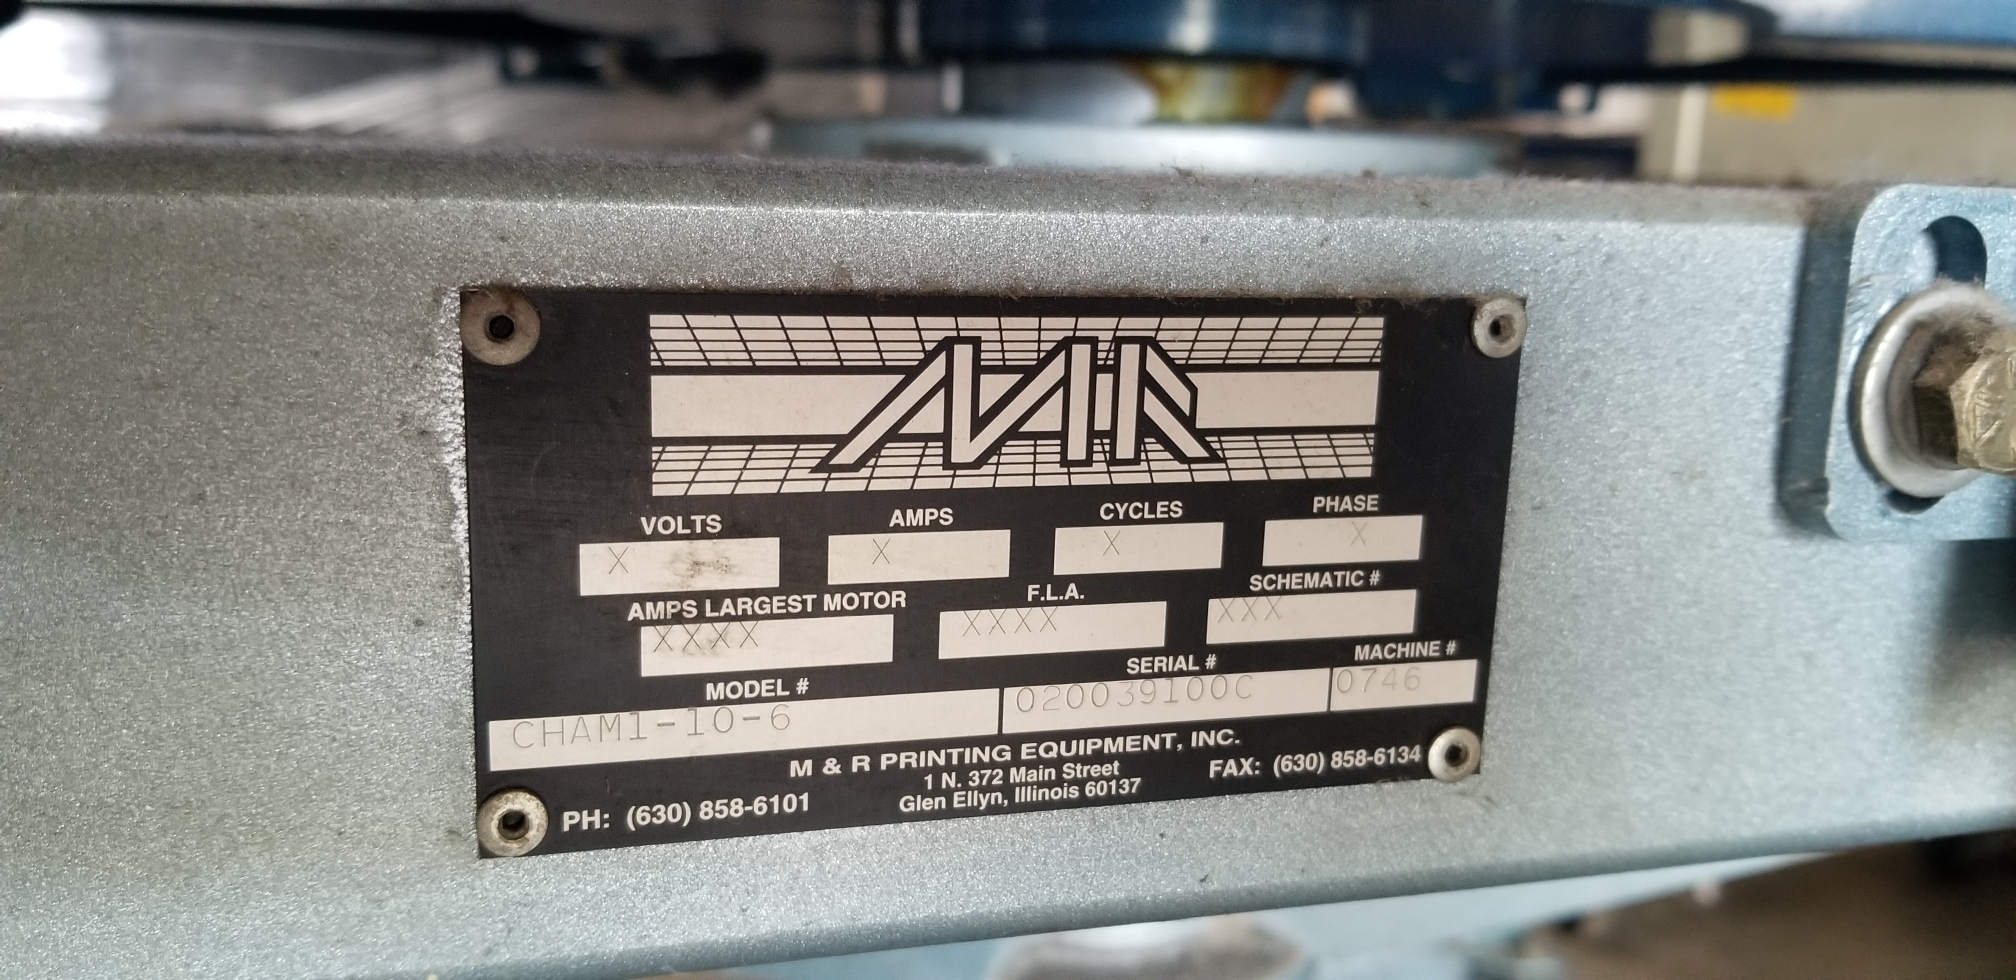 MR
VOLTS AMPS CYCLES PHASE
X X X X
AMPS LARGEST MOTOR F.L.A. SCHEMATIC #
XXXX XXXX XXX
MODEL # SERIAL # MACHINE #
CHAM1-10-6 020039100C 0746
M & R PRINTING EQUIPMENT, INC.
1 N. 372 Main Street
Glen Ellyn, Illinois 60137
PH: (630) 858-6101 FAX: (630) 858-6134